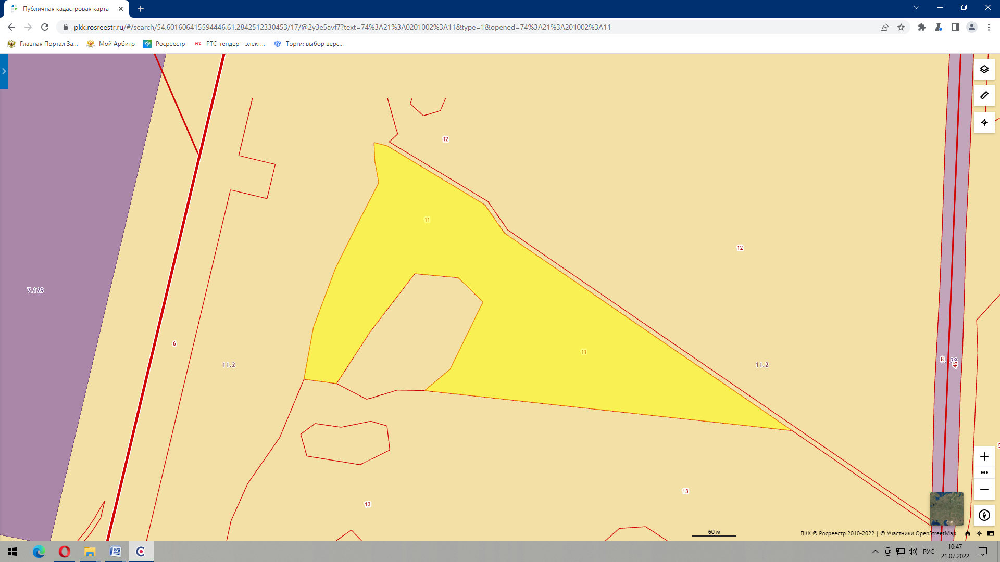 Публичная кадастровая карта
pkk.rosreestr.ru/#/search/54.601606415594446,61.2842512330453/17/@2y3e5avf7?text=74%3A21%3A0201002%3A11&type=1&opened=74%3A21%3A201002%3A11
Главная Портал За...
Мой Арбитр
Росреестр
РТС
РТС-тендер - элект...
Торги: выбор верс...
12
11
12
7.129
6
11.2
11
11.2
8
46
13
13
60 м
ПКК © Росреестр 2010-2022 | © Участники OpenStreetMap
РУС
10:47
21.07.2022